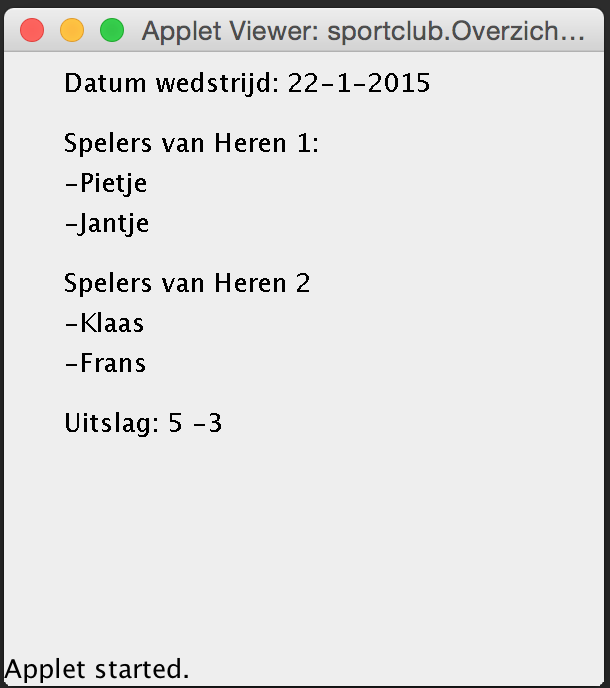 Applet Viewer: sportclub.Overzich...
Datum wedstrijd: 22-1-2015
Spelers van Heren 1:
-Pietje
-Jantje
Spelers van Heren 2
-Klaas
-Frans
Uitslag: 5 -3
Applet started.